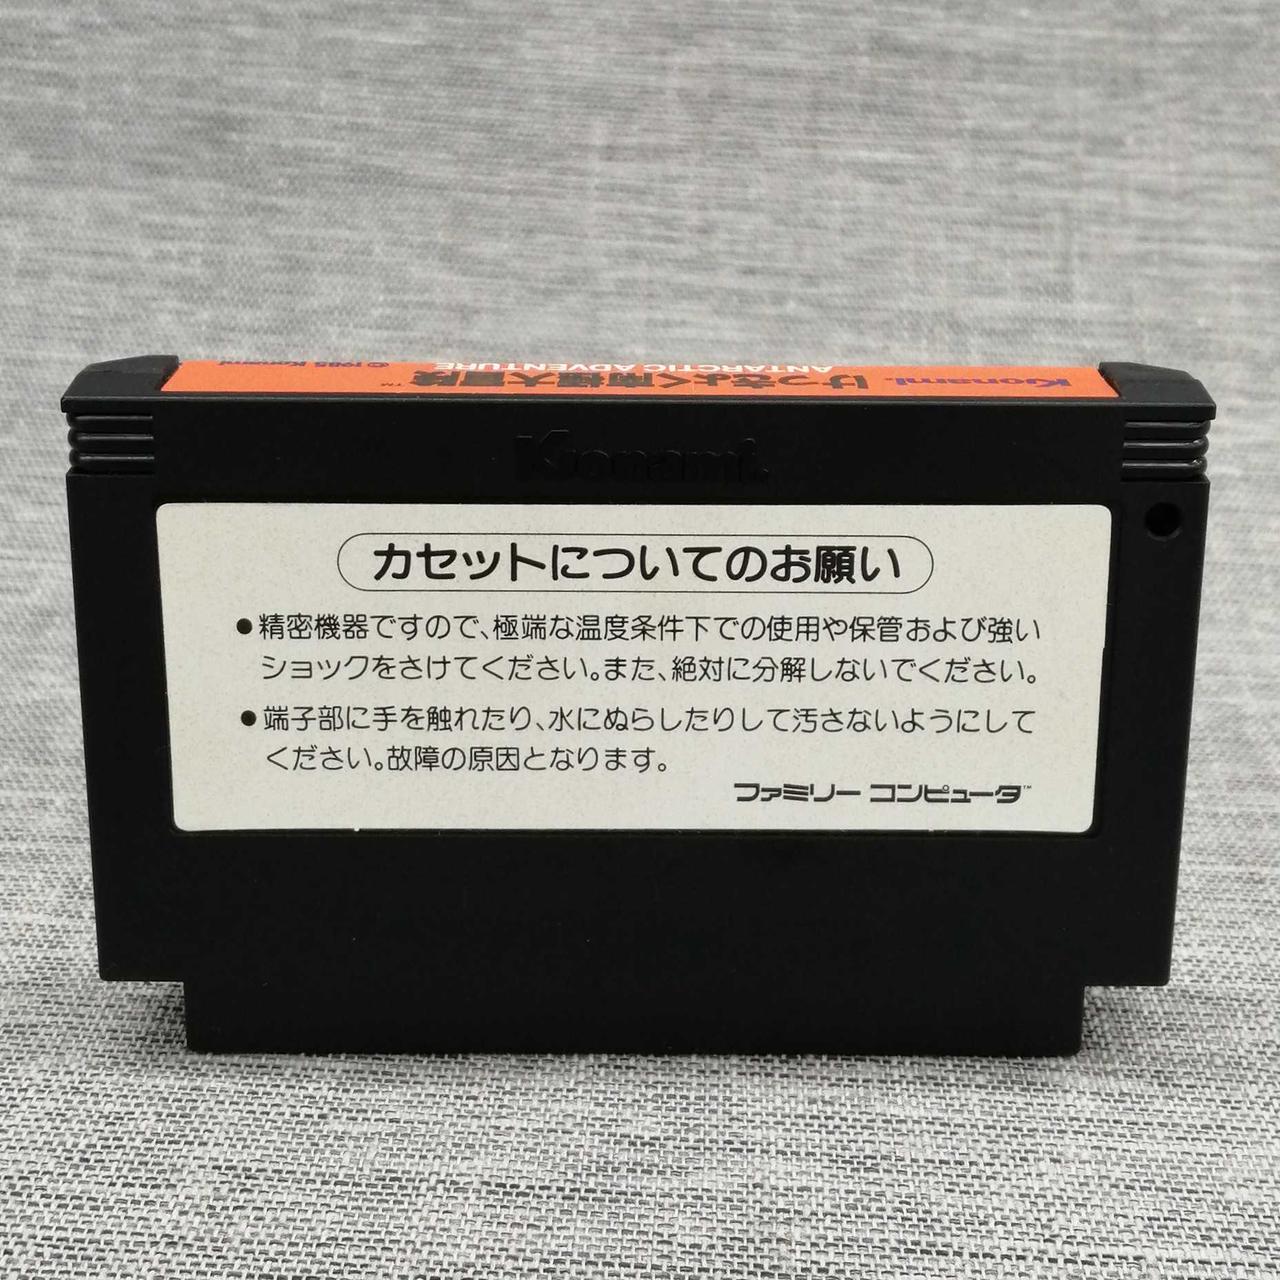 Konami. けっきょく南極大冒険™ © 1985 Konami
ANTARCTIC ADVENTURE
Konami.
カセットについてのお願い
●精密機器ですので、極端な温度条件下での使用や保管および強い
ショックをさけてください。また、絶対に分解しないでください。
●端子部に手を触れたり、水にぬらしたりして汚さないようにして
ください。故障の原因となります。
ファミリー コンピュータ™